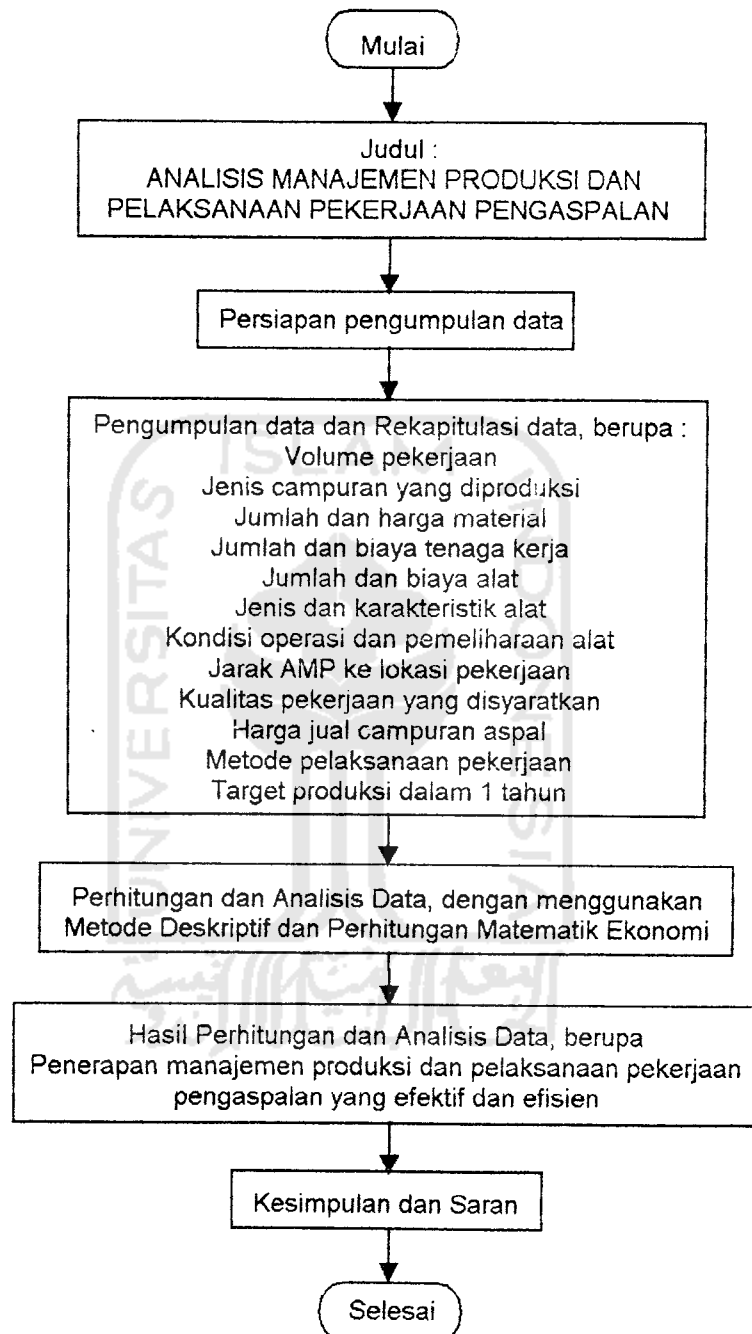 Mulai
Judul :
ANALISIS MANAJEMEN PRODUKSI DAN
PELAKSANAAN PEKERJAAN PENGASPALAN
Persiapan pengumpulan data
Pengumpulan data dan Rekapitulasi data, berupa :
Volume pekerjaan
Jenis campuran yang diproduksi
Jumlah dan harga material
Jumlah dan biaya tenaga kerja
Jumlah dan biaya alat
Jenis dan karakteristik alat
Kondisi operasi dan pemeliharaan alat
Jarak AMP ke lokasi pekerjaan
Kualitas pekerjaan yang disyaratkan
Harga jual campuran aspal
Metode pelaksanaan pekerjaan
Target produksi dalam 1 tahun
Perhitungan dan Analisis Data, dengan menggunakan
Metode Deskriptif dan Perhitungan Matematik Ekonomi
Hasil Perhitungan dan Analisis Data, berupa
Penerapan manajemen produksi dan pelaksanaan pekerjaan
pengaspalan yang efektif dan efisien
Kesimpulan dan Saran
Selesai
UNIVERSITAS
ISLAM
INDONESIA